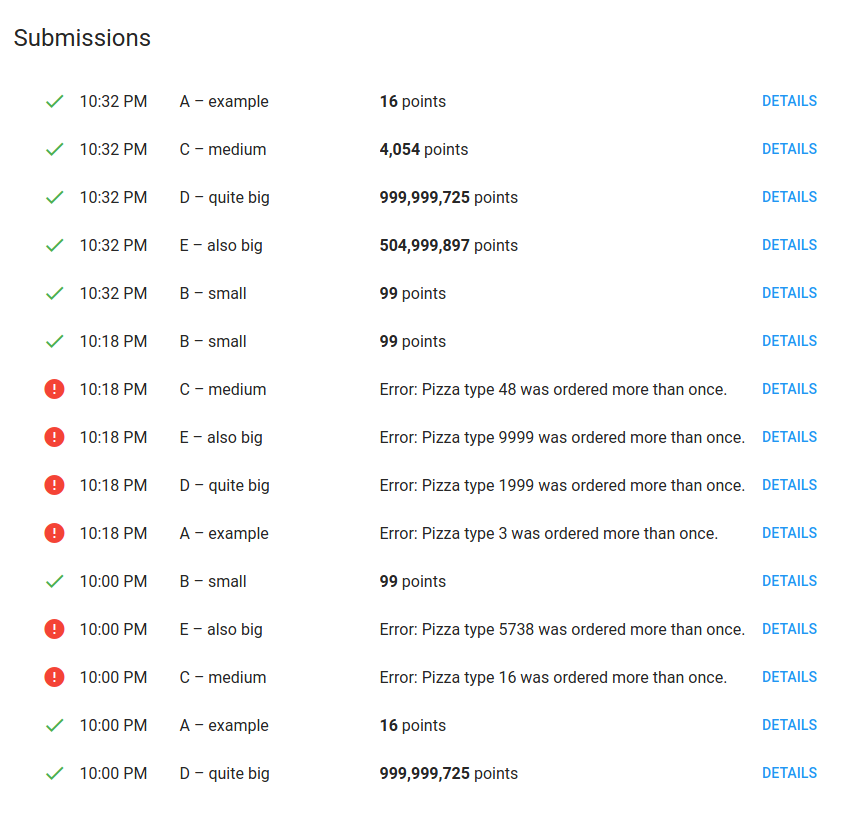 Submissions
10:32 PM A – example 16 points DETAILS
10:32 PM C – medium 4,054 points DETAILS
10:32 PM D – quite big 999,999,725 points DETAILS
10:32 PM E – also big 504,999,897 points DETAILS
10:32 PM B – small 99 points DETAILS
10:18 PM B – small 99 points DETAILS
10:18 PM C – medium Error: Pizza type 48 was ordered more than once. DETAILS
10:18 PM E – also big Error: Pizza type 9999 was ordered more than once. DETAILS
10:18 PM D – quite big Error: Pizza type 1999 was ordered more than once. DETAILS
10:18 PM A – example Error: Pizza type 3 was ordered more than once. DETAILS
10:00 PM B – small 99 points DETAILS
10:00 PM E – also big Error: Pizza type 5738 was ordered more than once. DETAILS
10:00 PM C – medium Error: Pizza type 16 was ordered more than once. DETAILS
10:00 PM A – example 16 points DETAILS
10:00 PM D – quite big 999,999,725 points DETAILS